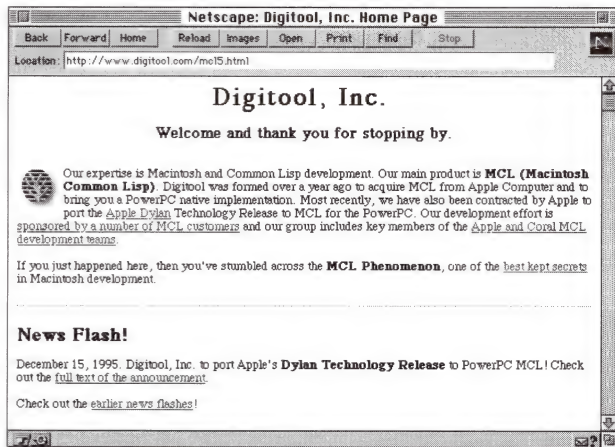 Netscape: Digitool, Inc. Home Page
Back Forward Home Reload Images Open Print Find Stop
Location: http://www.digitool.com/mcl5.html
Digitool, Inc.
Welcome and thank you for stopping by.
Our expertise is Macintosh and Common Lisp development. Our main product is MCL (Macintosh
Common Lisp). Digitool was formed over a year ago to acquire MCL from Apple Computer and to
bring you a PowerPC native implementation. Most recently, we have also been contracted by Apple to
port the Apple Dylan Technology Release to MCL for the PowerPC. Our development effort is
sponsored by a number of MCL customers and our group includes key members of the Apple and Coral MCL
development teams.
If you just happened here, then you've stumbled across the MCL Phenomenon, one of the best kept secrets
in Macintosh development.
News Flash!
December 15, 1995. Digitool, Inc. to port Apple's Dylan Technology Release to PowerPC MCL! Check
out the full text of the announcement.
Check out the earlier news flashes!
N
?